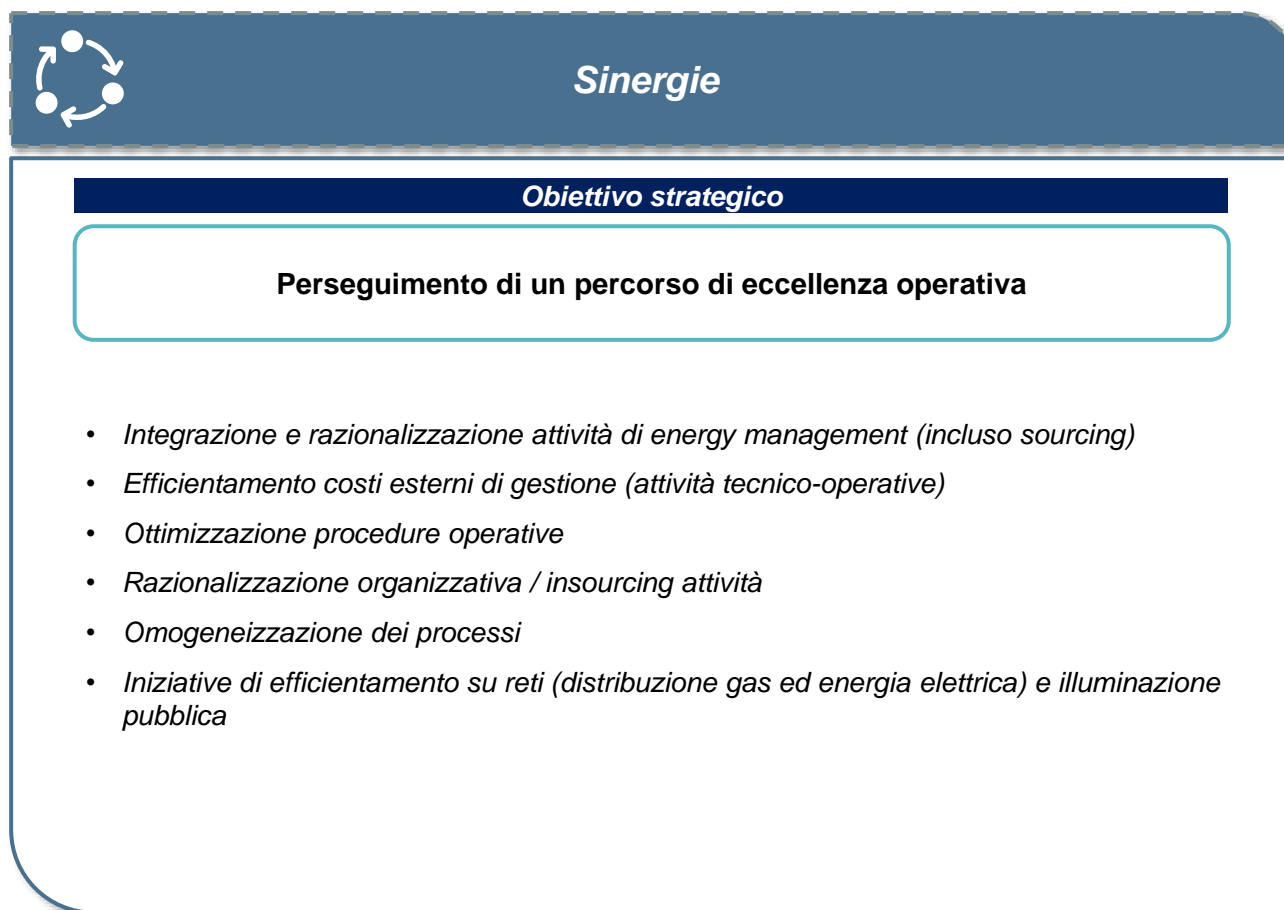 Sinergie
Obiettivo strategico
Perseguimento di un percorso di eccellenza operativa
• Integrazione e razionalizzazione attività di energy management (incluso sourcing)
• Efficientamento costi esterni di gestione (attività tecnico-operative)
• Ottimizzazione procedure operative
• Razionalizzazione organizzativa / insourcing attività
• Omogeneizzazione dei processi
• Iniziative di efficientamento su reti (distribuzione gas ed energia elettrica) e illuminazione
pubblica